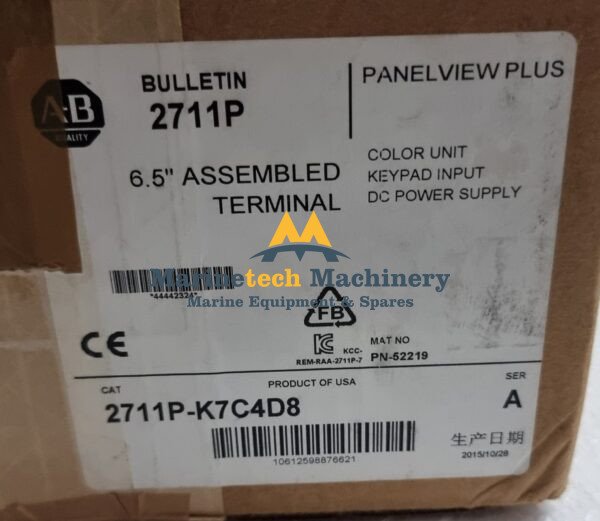 A-B
QUALITY
BULLETIN
2711P
PANELVIEW PLUS
6.5" ASSEMBLED
TERMINAL
COLOR UNIT
KEYPAD INPUT
DC POWER SUPPLY
Marinetech Machinery
Marine Equipment & Spares
*44442324*
FB
CE
KCC-
REM-RAA-2711P-7
MAT NO
PN-52219
PRODUCT OF USA
CAT
2711P-K7C4D8
SER
A
10612598876621
生产日期
2015/10/28